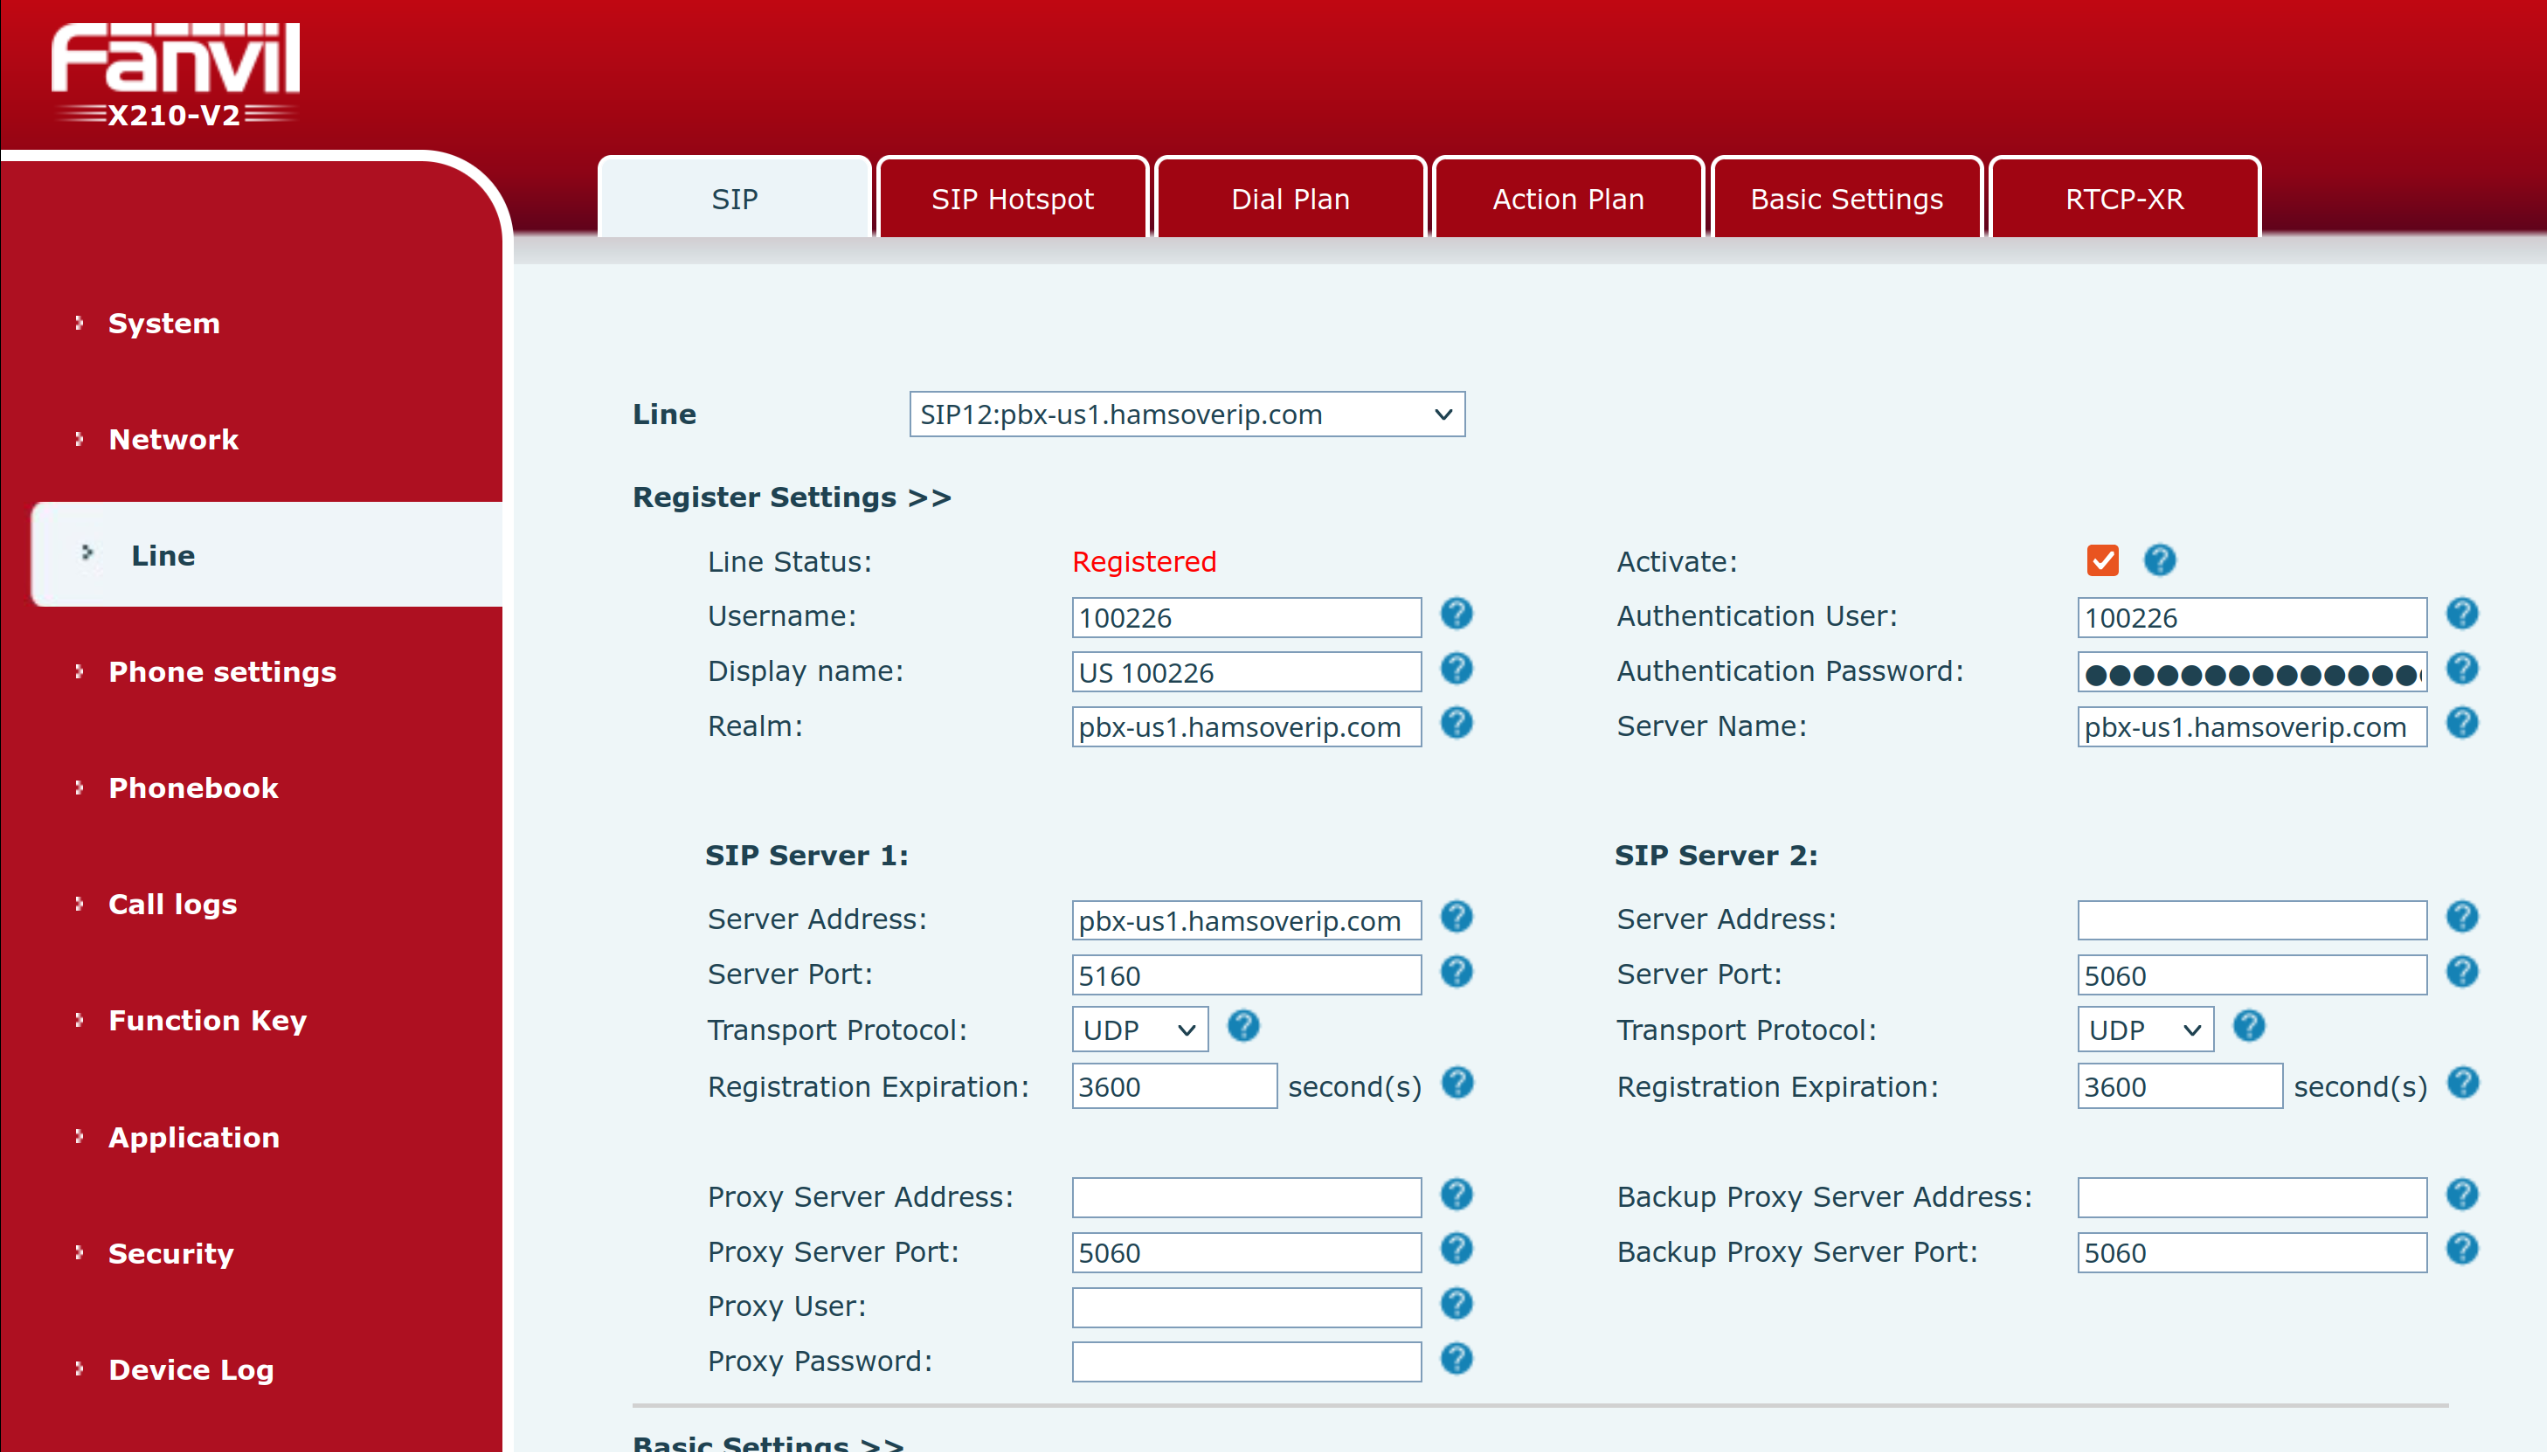 Fanvil
X210-V2
SIP
SIP Hotspot
Dial Plan
Action Plan
Basic Settings
RTCP-XR
System
Network
Line
Phone settings
Phonebook
Call logs
Function Key
Application
Security
Device Log
Line SIP12:pbx-us1.hamsoverip.com
Register Settings >>
Line Status: Registered Activate:
Username: 100226 Authentication User: 100226
Display name: US 100226 Authentication Password: ●●●●●●●●●●●●●●●
Realm: pbx-us1.hamsoverip.com Server Name: pbx-us1.hamsoverip.com
SIP Server 1: SIP Server 2:
Server Address: pbx-us1.hamsoverip.com Server Address:
Server Port: 5160 Server Port: 5060
Transport Protocol: UDP Transport Protocol: UDP
Registration Expiration: 3600 second(s) Registration Expiration: 3600 second(s)
Proxy Server Address: Backup Proxy Server Address:
Proxy Server Port: 5060 Backup Proxy Server Port: 5060
Proxy User:
Proxy Password:
Basic Settings >>